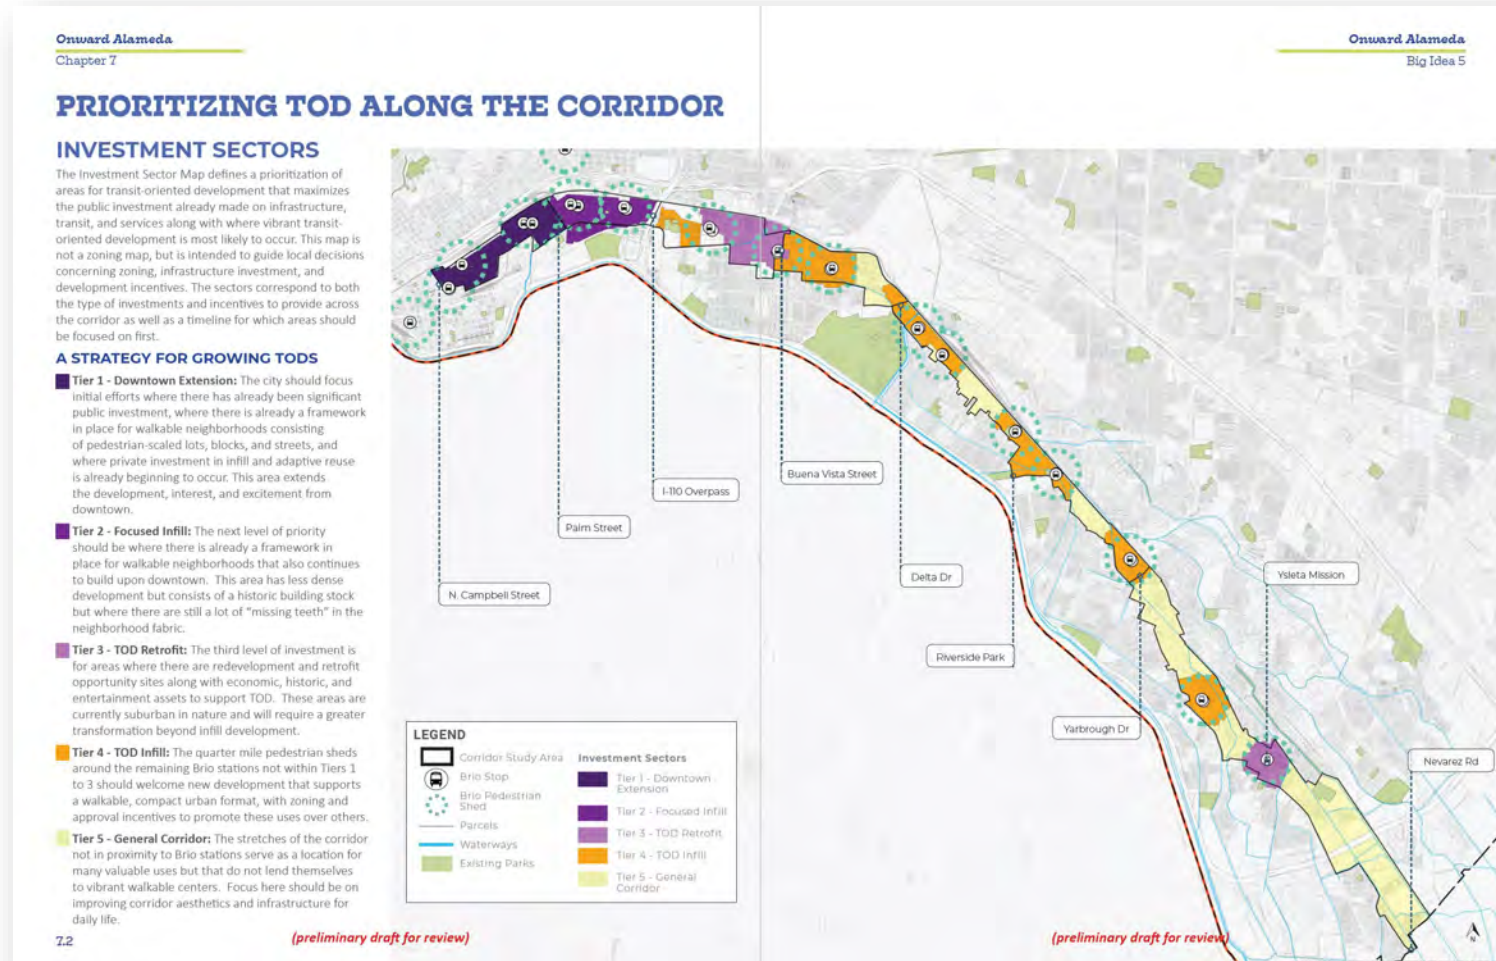 Onward Alameda
Chapter 7
Onward Alameda
Big Idea 5
PRIORITIZING TOD ALONG THE CORRIDOR
INVESTMENT SECTORS
The Investment Sector Map defines a prioritization of
areas for transit-oriented development that maximizes
the public investment already made on infrastructure,
transit, and services along with where vibrant transit-
oriented development is most likely to occur. This map is
not a zoning map, but is intended to guide local decisions
concerning zoning, infrastructure investment, and
development incentives. The sectors correspond to both
the type of investments and incentives to provide across
the corridor as well as a timeline for which areas should
be focused on first.
A STRATEGY FOR GROWING TODS
Tier 1 - Downtown Extension: The city should focus
initial efforts where there has already been significant
public investment, where there is already a framework
in place for walkable neighborhoods consisting
of pedestrian-scaled lots, blocks, and streets, and
where private investment in infill and adaptive reuse
is already beginning to occur. This area extends
the development, interest, and excitement from
downtown.
Tier 2 - Focused Infill: The next level of priority
should be where there is already a framework in
place for walkable neighborhoods that also continues
to build upon downtown. This area has less dense
development but consists of a historic building stock
but where there are still a lot of "missing teeth" in the
neighborhood fabric.
Tier 3 - TOD Retrofit: The third level of investment is
for areas where there are redevelopment and retrofit
opportunity sites along with economic, historic, and
entertainment assets to support TOD. These areas are
currently suburban in nature and will require a greater
transformation beyond infill development.
Tier 4 - TOD Infill: The quarter mile pedestrian sheds
around the remaining Brio stations not within Tiers 1
to 3 should welcome new development that supports
a walkable, compact urban format, with zoning and
approval incentives to promote these uses over others.
Tier 5 - General Corridor: The stretches of the corridor
not in proximity to Brio stations serve as a location for
many valuable uses but that do not lend themselves
to vibrant walkable centers. Focus here should be on
improving corridor aesthetics and infrastructure for
daily life.
N. Campbell Street
Palm Street
I-110 Overpass
Buena Vista Street
Delta Dr
Riverside Park
Yarbrough Dr
Ysleta Mission
Nevarez Rd
LEGEND
Corridor Study Area
Brio Stop
Brio Pedestrian
Shed
Parcels
Waterways
Existing Parks
Investment Sectors
Tier 1 - Downtown
Extension
Tier 2 - Focused Infill
Tier 3 - TOD Retrofit
Tier 4 - TOD Infill
Tier 5 - General
Corridor
N
7.2
(preliminary draft for review)
(preliminary draft for review)